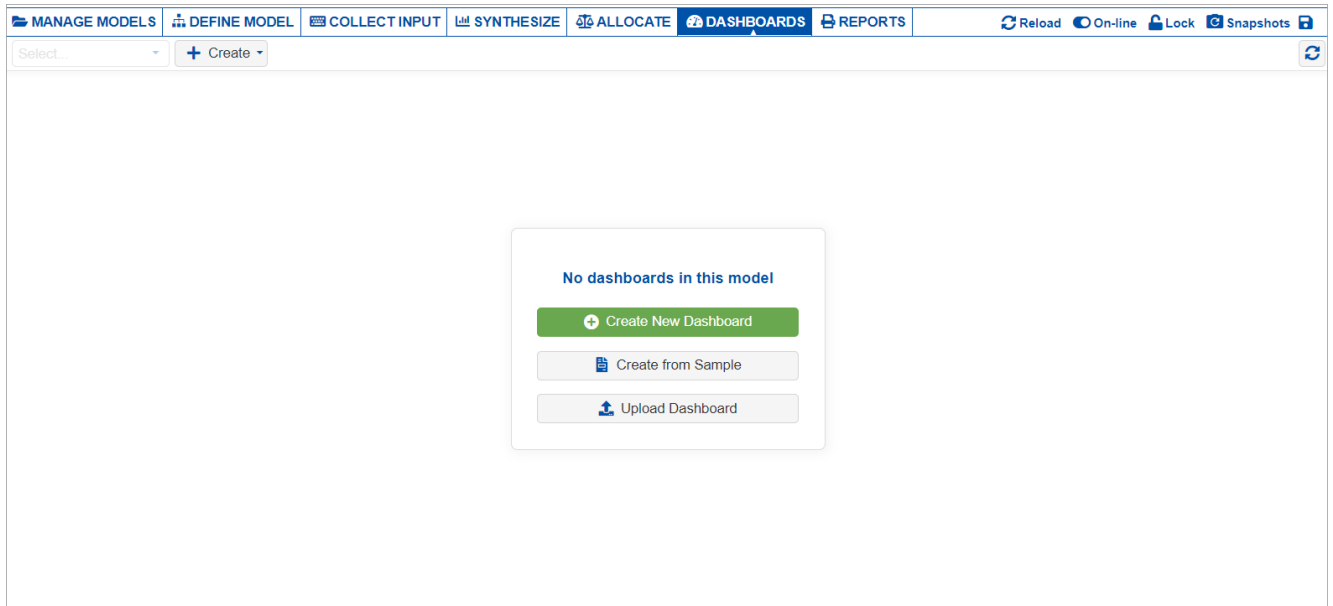 MANAGE MODELS DEFINE MODEL COLLECT INPUT SYNTHESIZE ALLOCATE DASHBOARDS REPORTS Reload On-line Lock Snapshots
Select... Create
No dashboards in this model
Create New Dashboard
Create from Sample
Upload Dashboard